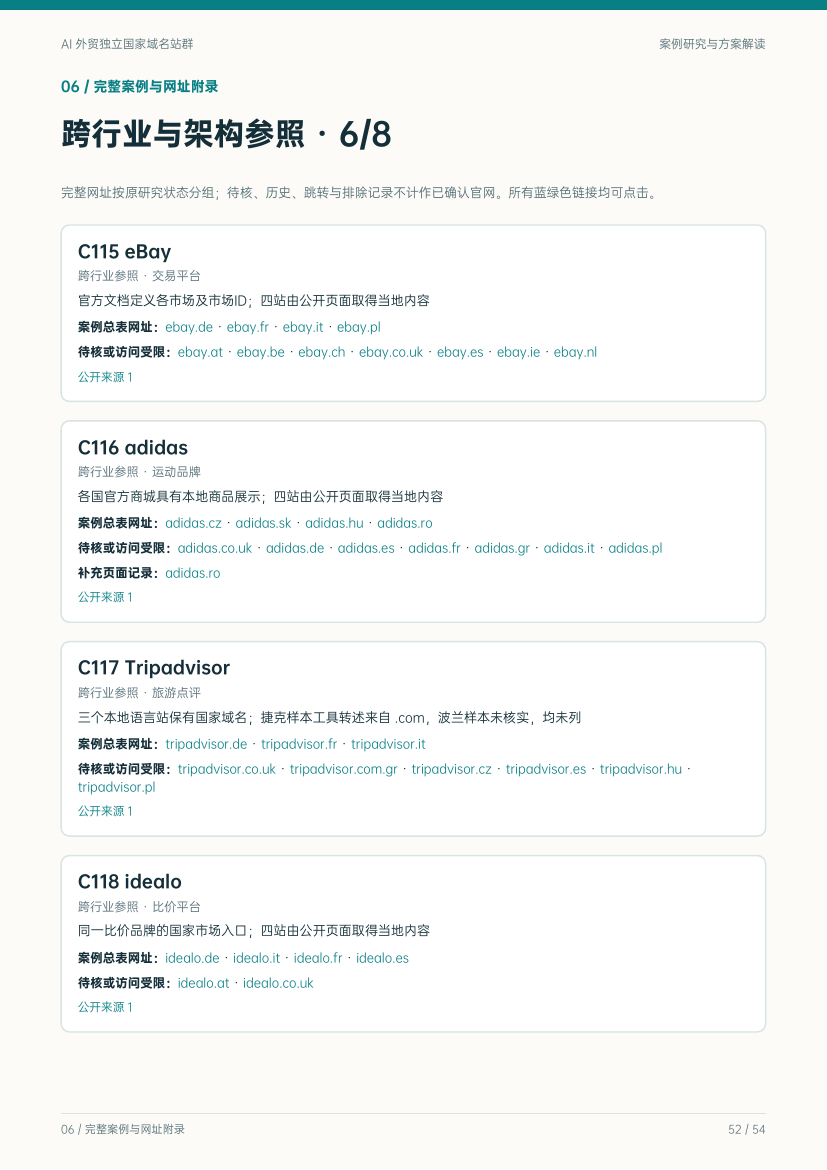 AI 外贸独立国家域名站群
案例研究与方案解读
06 / 完整案例与网址附录
跨行业与架构参照 · 6/8
完整网址按原研究状态分组；待核、历史、跳转与排除记录不计作已确认官网。所有蓝绿色链接均可点击。
C115 eBay
跨行业参照 · 交易平台
官方文档定义各市场及市场ID；四站由公开页面取得当地内容
案例总表网址：ebay.de · ebay.fr · ebay.it · ebay.pl
待核或访问受限：ebay.at · ebay.be · ebay.ch · ebay.co.uk · ebay.es · ebay.ie · ebay.nl
公开来源 1
C116 adidas
跨行业参照 · 运动品牌
各国官方商城具有本地商品展示；四站由公开页面取得当地内容
案例总表网址：adidas.cz · adidas.sk · adidas.hu · adidas.ro
待核或访问受限：adidas.co.uk · adidas.de · adidas.es · adidas.fr · adidas.gr · adidas.it · adidas.pl
补充页面记录：adidas.ro
公开来源 1
C117 Tripadvisor
跨行业参照 · 旅游点评
三个本地语言站保有国家域名；捷克样本工具转述来自 .com，波兰样本未核实，均未列
案例总表网址：tripadvisor.de · tripadvisor.fr · tripadvisor.it
待核或访问受限：tripadvisor.co.uk · tripadvisor.com.gr · tripadvisor.cz · tripadvisor.es · tripadvisor.hu ·
tripadvisor.pl
公开来源 1
C118 idealo
跨行业参照 · 比价平台
同一比价品牌的国家市场入口；四站由公开页面取得当地内容
案例总表网址：idealo.de · idealo.it · idealo.fr · idealo.es
待核或访问受限：idealo.at · idealo.co.uk
公开来源 1
06 / 完整案例与网址附录
52 / 54